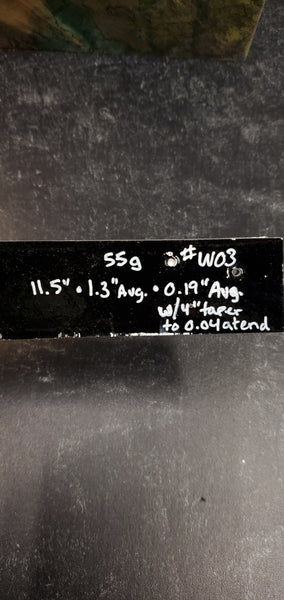 55g #W03
11.5" • 1.3" Avg. • 0.19" Avg.
w/4" taper
to 0.04 at end